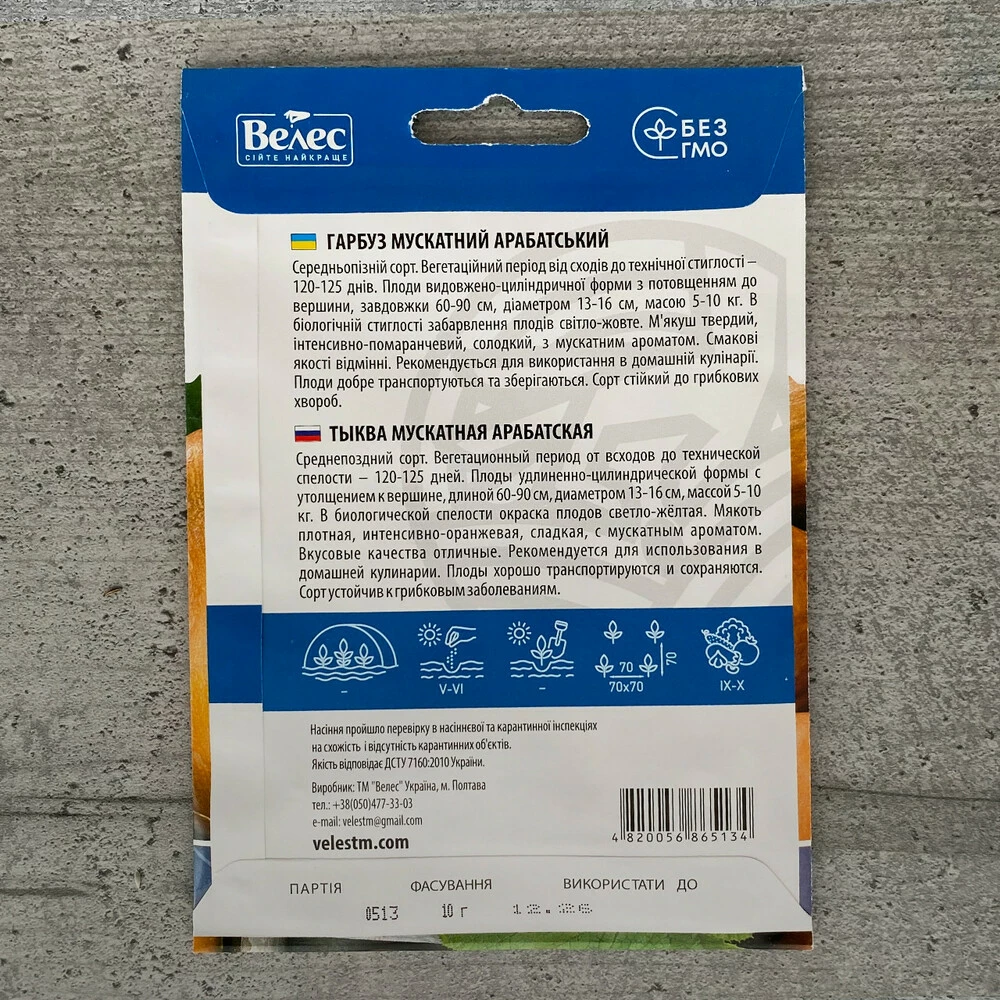 Велес
СІЙТЕ НАЙКРАЩЕ
БЕЗ
ГМО
ГАРБУЗ МУСКАТНИЙ АРАБАТСЬКИЙ
Середньопізній сорт. Вегетаційний період від сходів до технічної стиглості –
120-125 днів. Плоди видовжено-циліндричної форми з потовщенням до
вершини, завдовжки 60-90 см, діаметром 13-16 см, масою 5-10 кг. В
біологічній стиглості забарвлення плодів світло-жовте. М'якуш твердий,
інтенсивно-помаранчевий, солодкий, з мускатним ароматом. Смакові
якості відмінні. Рекомендується для використання в домашній кулінарії.
Плоди добре транспортуються та зберігаються. Сорт стійкий до грибкових
хвороб.
ТЫКВА МУСКАТНАЯ АРАБАТСКАЯ
Среднепоздний сорт. Вегетационный период от всходов до технической
спелости – 120-125 дней. Плоды удлиненно-цилиндрической формы с
утолщением к вершине, длиной 60-90 см, диаметром 13-16 см, массой 5-10
кг. В биологической спелости окраска плодов светло-жёлтая. Мякоть
плотная, интенсивно-оранжевая, сладкая, с мускатным ароматом.
Вкусовые качества отличные. Рекомендуется для использования в
домашней кулинарии. Плоды хорошо транспортируются и сохраняются.
Сорт устойчив к грибковым заболеваниям.
70
70
– V-VI – 70х70 IX-X
Насіння пройшло перевірку в насіннєвої та карантинної інспекціях
на схожість і відсутність карантинних об'єктів.
Якість відповідає ДСТУ 7160:2010 України.
Виробник: ТМ "Велес" Україна, м. Полтава
тел.: +38(050)477-33-03
e-mail: velestm@gmail.com
velestm.com
4 820056 865134
ПАРТІЯ ФАСУВАННЯ ВИКОРИСТАТИ ДО
0513 10 г 12.26